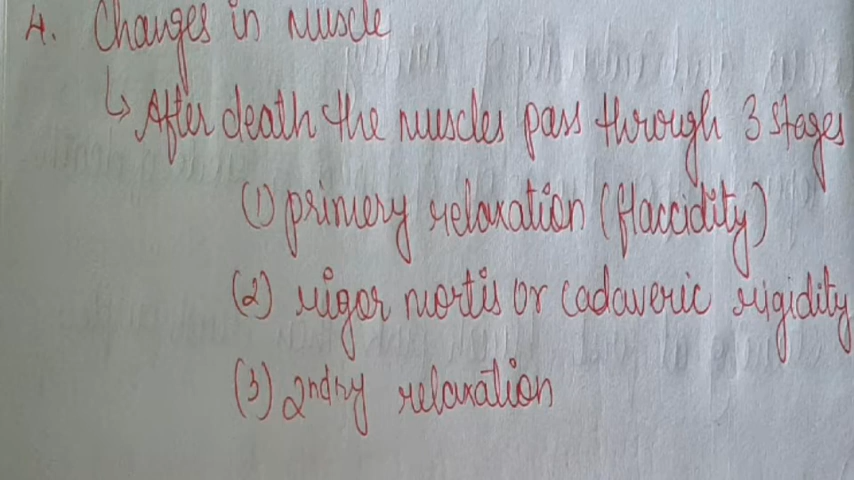 4. Changes in muscle
↳ After death the muscles pass through 3 stages
(1) primery relaxation (flaccidity)
(2) rigor mortis or cadaveric rigidity
(3) 2ndry relaxation